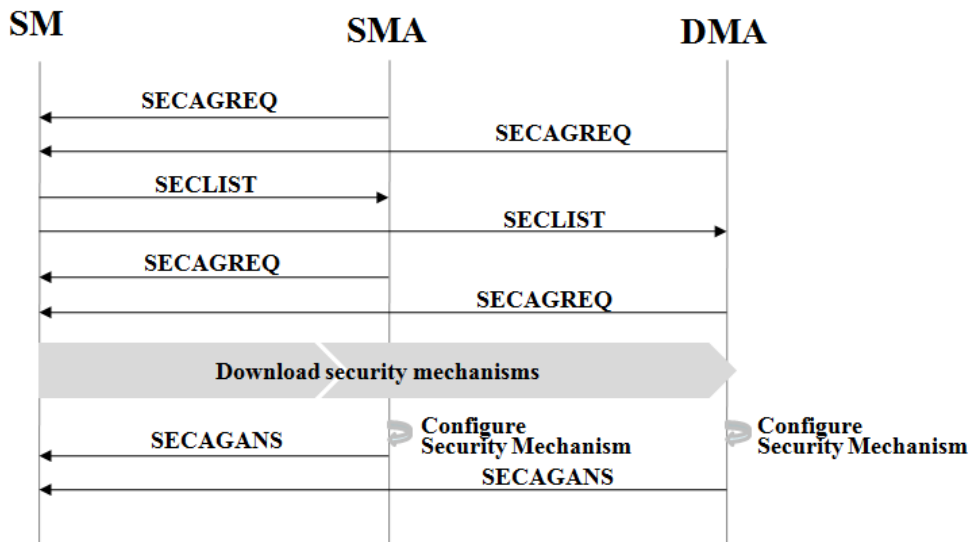 SM
SMA
DMA
SECAGREQ
SECAGREQ
SECLIST
SECLIST
SECAGREQ
SECAGREQ
Download security mechanisms
Configure
Security Mechanism
Configure
Security Mechanism
SECAGANS
SECAGANS